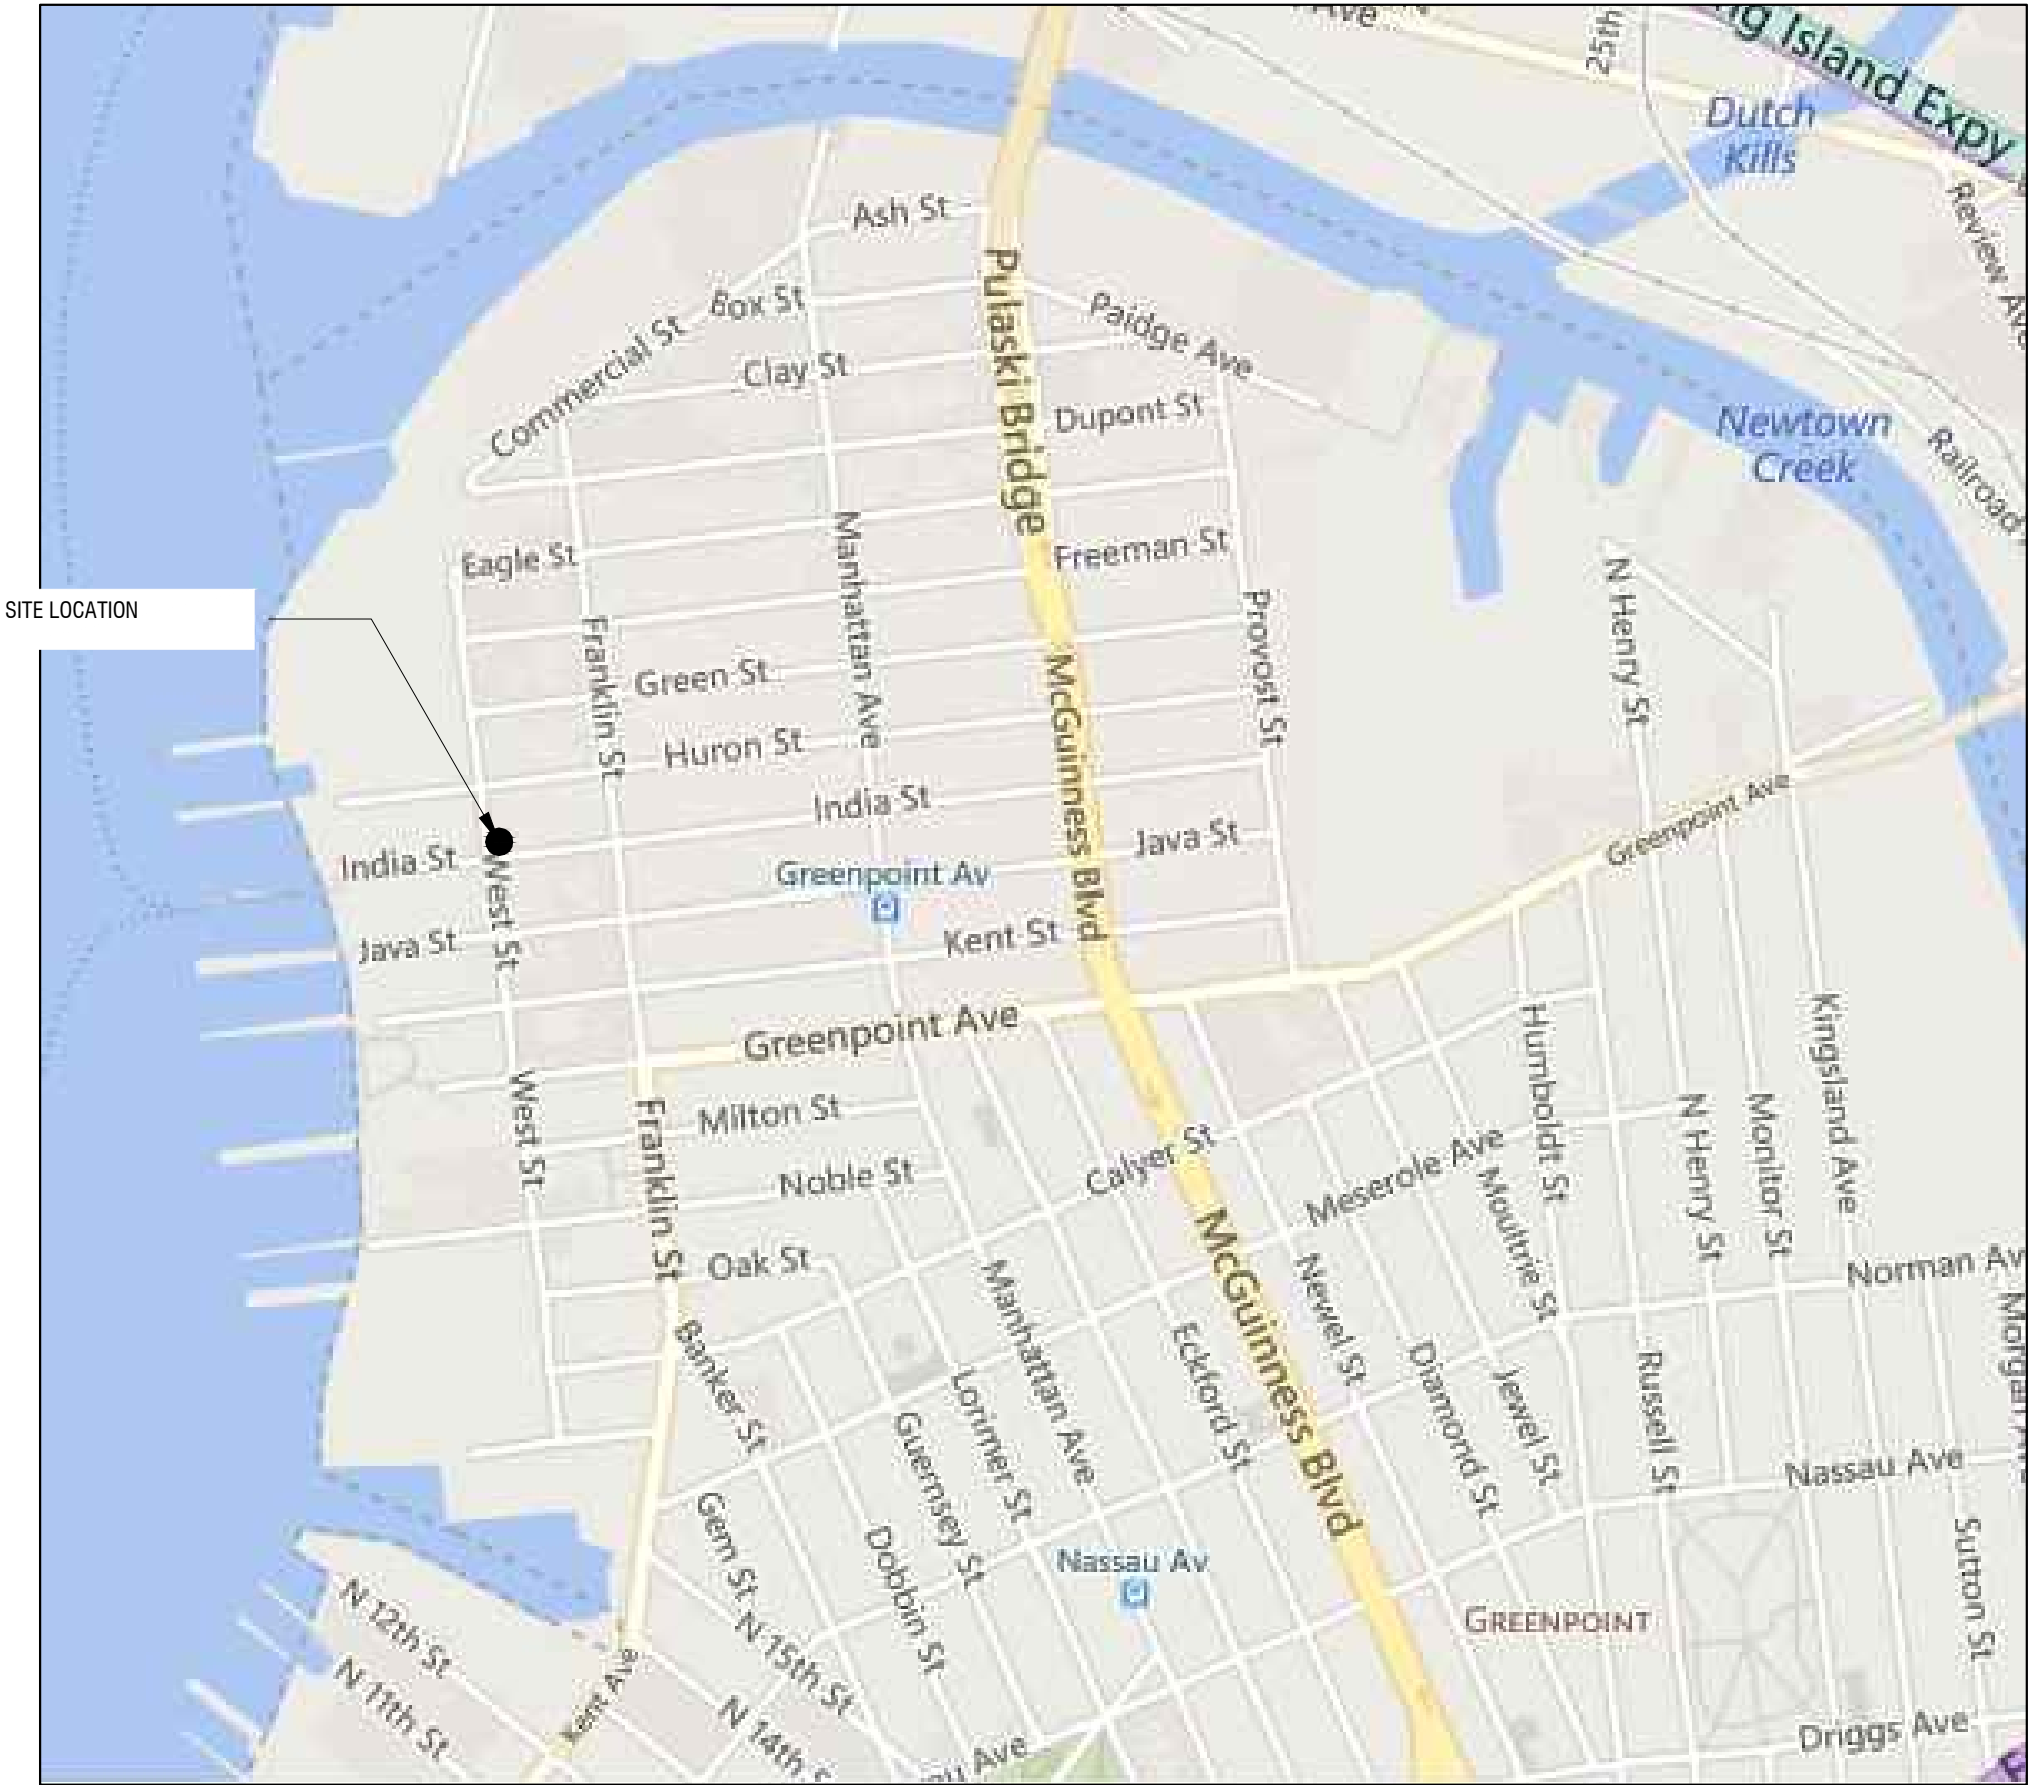 Ave
25th
ng Island Expy
Dutch
Kills
Review Ave
Ash St
Pulaski Bridge
Box St
Paidge Ave
Commercial St
Clay St
Dupont St
Newtown
Creek
Railroad
Manhattan Ave
Eagle St
Freeman St
N Henry St
SITE LOCATION
Franklin St
Provost St
Green St
McGuinness Blvd
Huron St
India St
Greenpoint Ave
Java St
India St
West St
Greenpoint Av
Java St
Kent St
Greenpoint Ave
Humboldt St
Kingsland Ave
West St
Franklin St
Milton St
N Henry St
Monitor St
Calyer St
Meserole Ave
Noble St
Moultrie St
McGuinness Blvd
Oak St
Manhattan Ave
Newel St
Norman Av
Morgan A
Banker St
Eckford St
Diamond St
Jewel St
Russell St
Lorimer St
Guernsey St
Nassau Ave
Gem St
Dobbin St
Sutton St
Nassau Av
N 12th St
GREENPOINT
N 15th St
Kent Ave
N 11th St
N 14th
Driggs Ave
au Ave